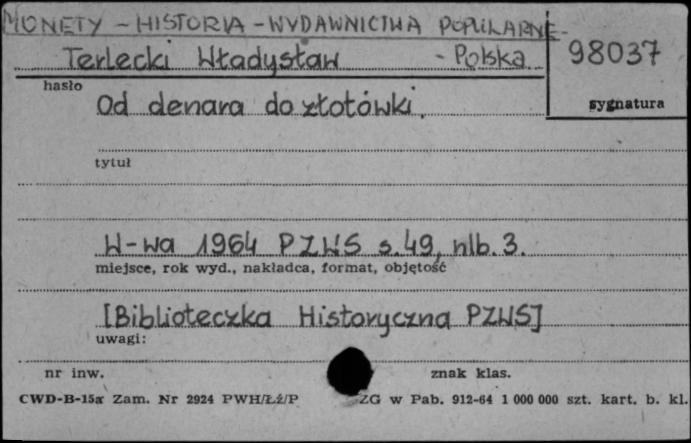 MONETY - HISTORIA - WYDAWNICTWA POPULARNE -
Terlecki Władysław - Polska
98037
hasło
sygnatura
Od denara do złotówki.
tytuł
W-wa 1964 PZWS s. 49, nlb. 3.
miejsce, rok wyd., nakładca, format, objętość
[Biblioteczka Historyczna PZWS]
uwagi:
nr inw. znak klas.
CWD-B-15a Zam. Nr 2924 PWH/Łź/P ZG w Pab. 912-64 1 000 000 szt. kart. b. kl.